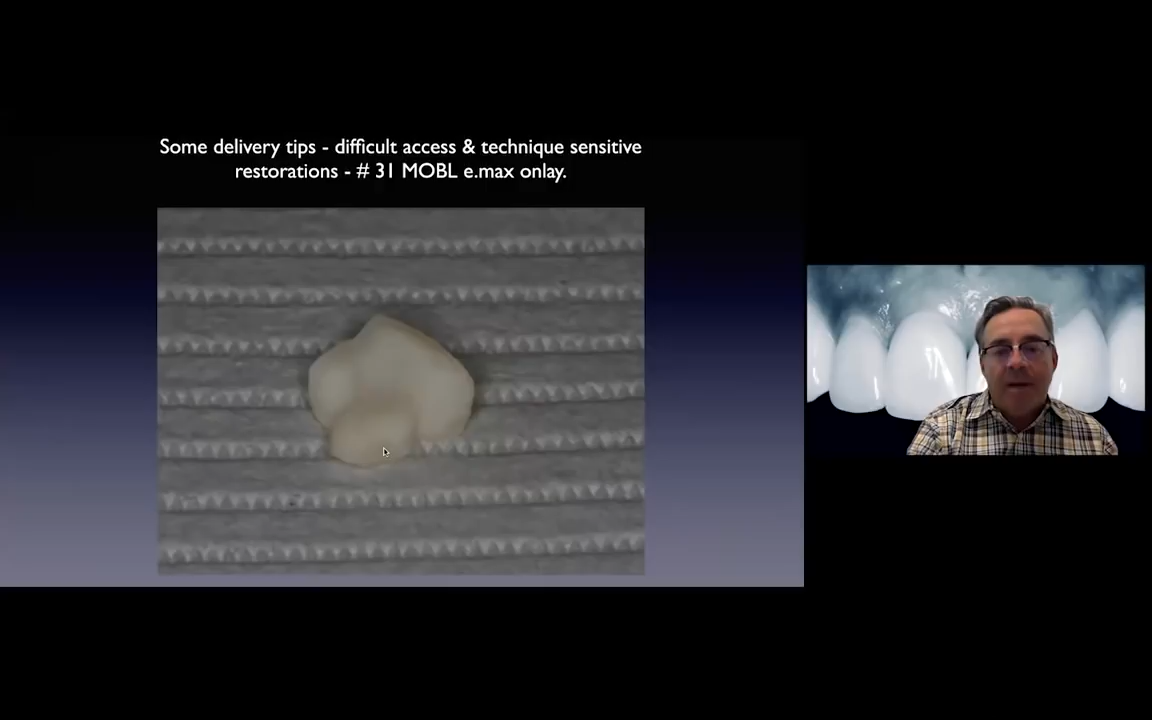 Some delivery tips - difficult access & technique sensitive
restorations - # 31 MOBL e.max onlay.